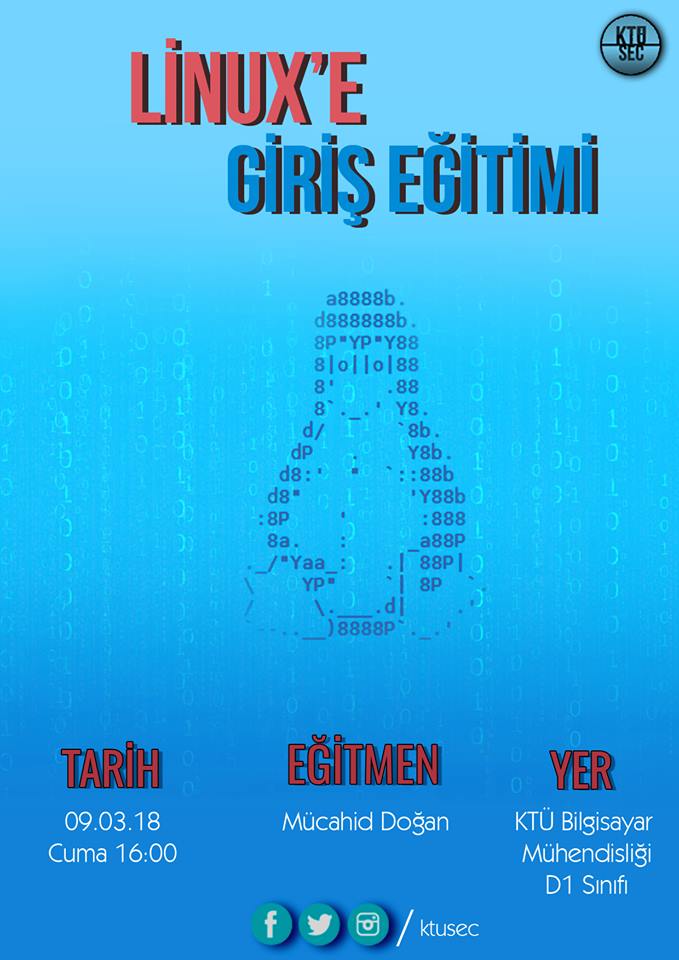 KTÜ
SEC
LİNUX'E
GİRİŞ EĞİTİMİ
a8888b.
d888888b.
8P"YP"Y88
8|o||o|88
8'    .88
8`._.' Y8.
d/      `8b.
dP   .    Y8b.
d8:'  "  `::88b
d8"         'Y88b
:8P    '      :888
8a.   :     _a88P
._/"Yaa_:   .| 88P|
\    YP"    `| 8P  `.
/     \.___.d|    .'
`--..__)8888P`._.'
TARİH
09.03.18
Cuma 16:00
EĞİTMEN
Mücahid Doğan
YER
KTÜ Bilgisayar
Mühendisliği
D1 Sınıfı
/ ktusec